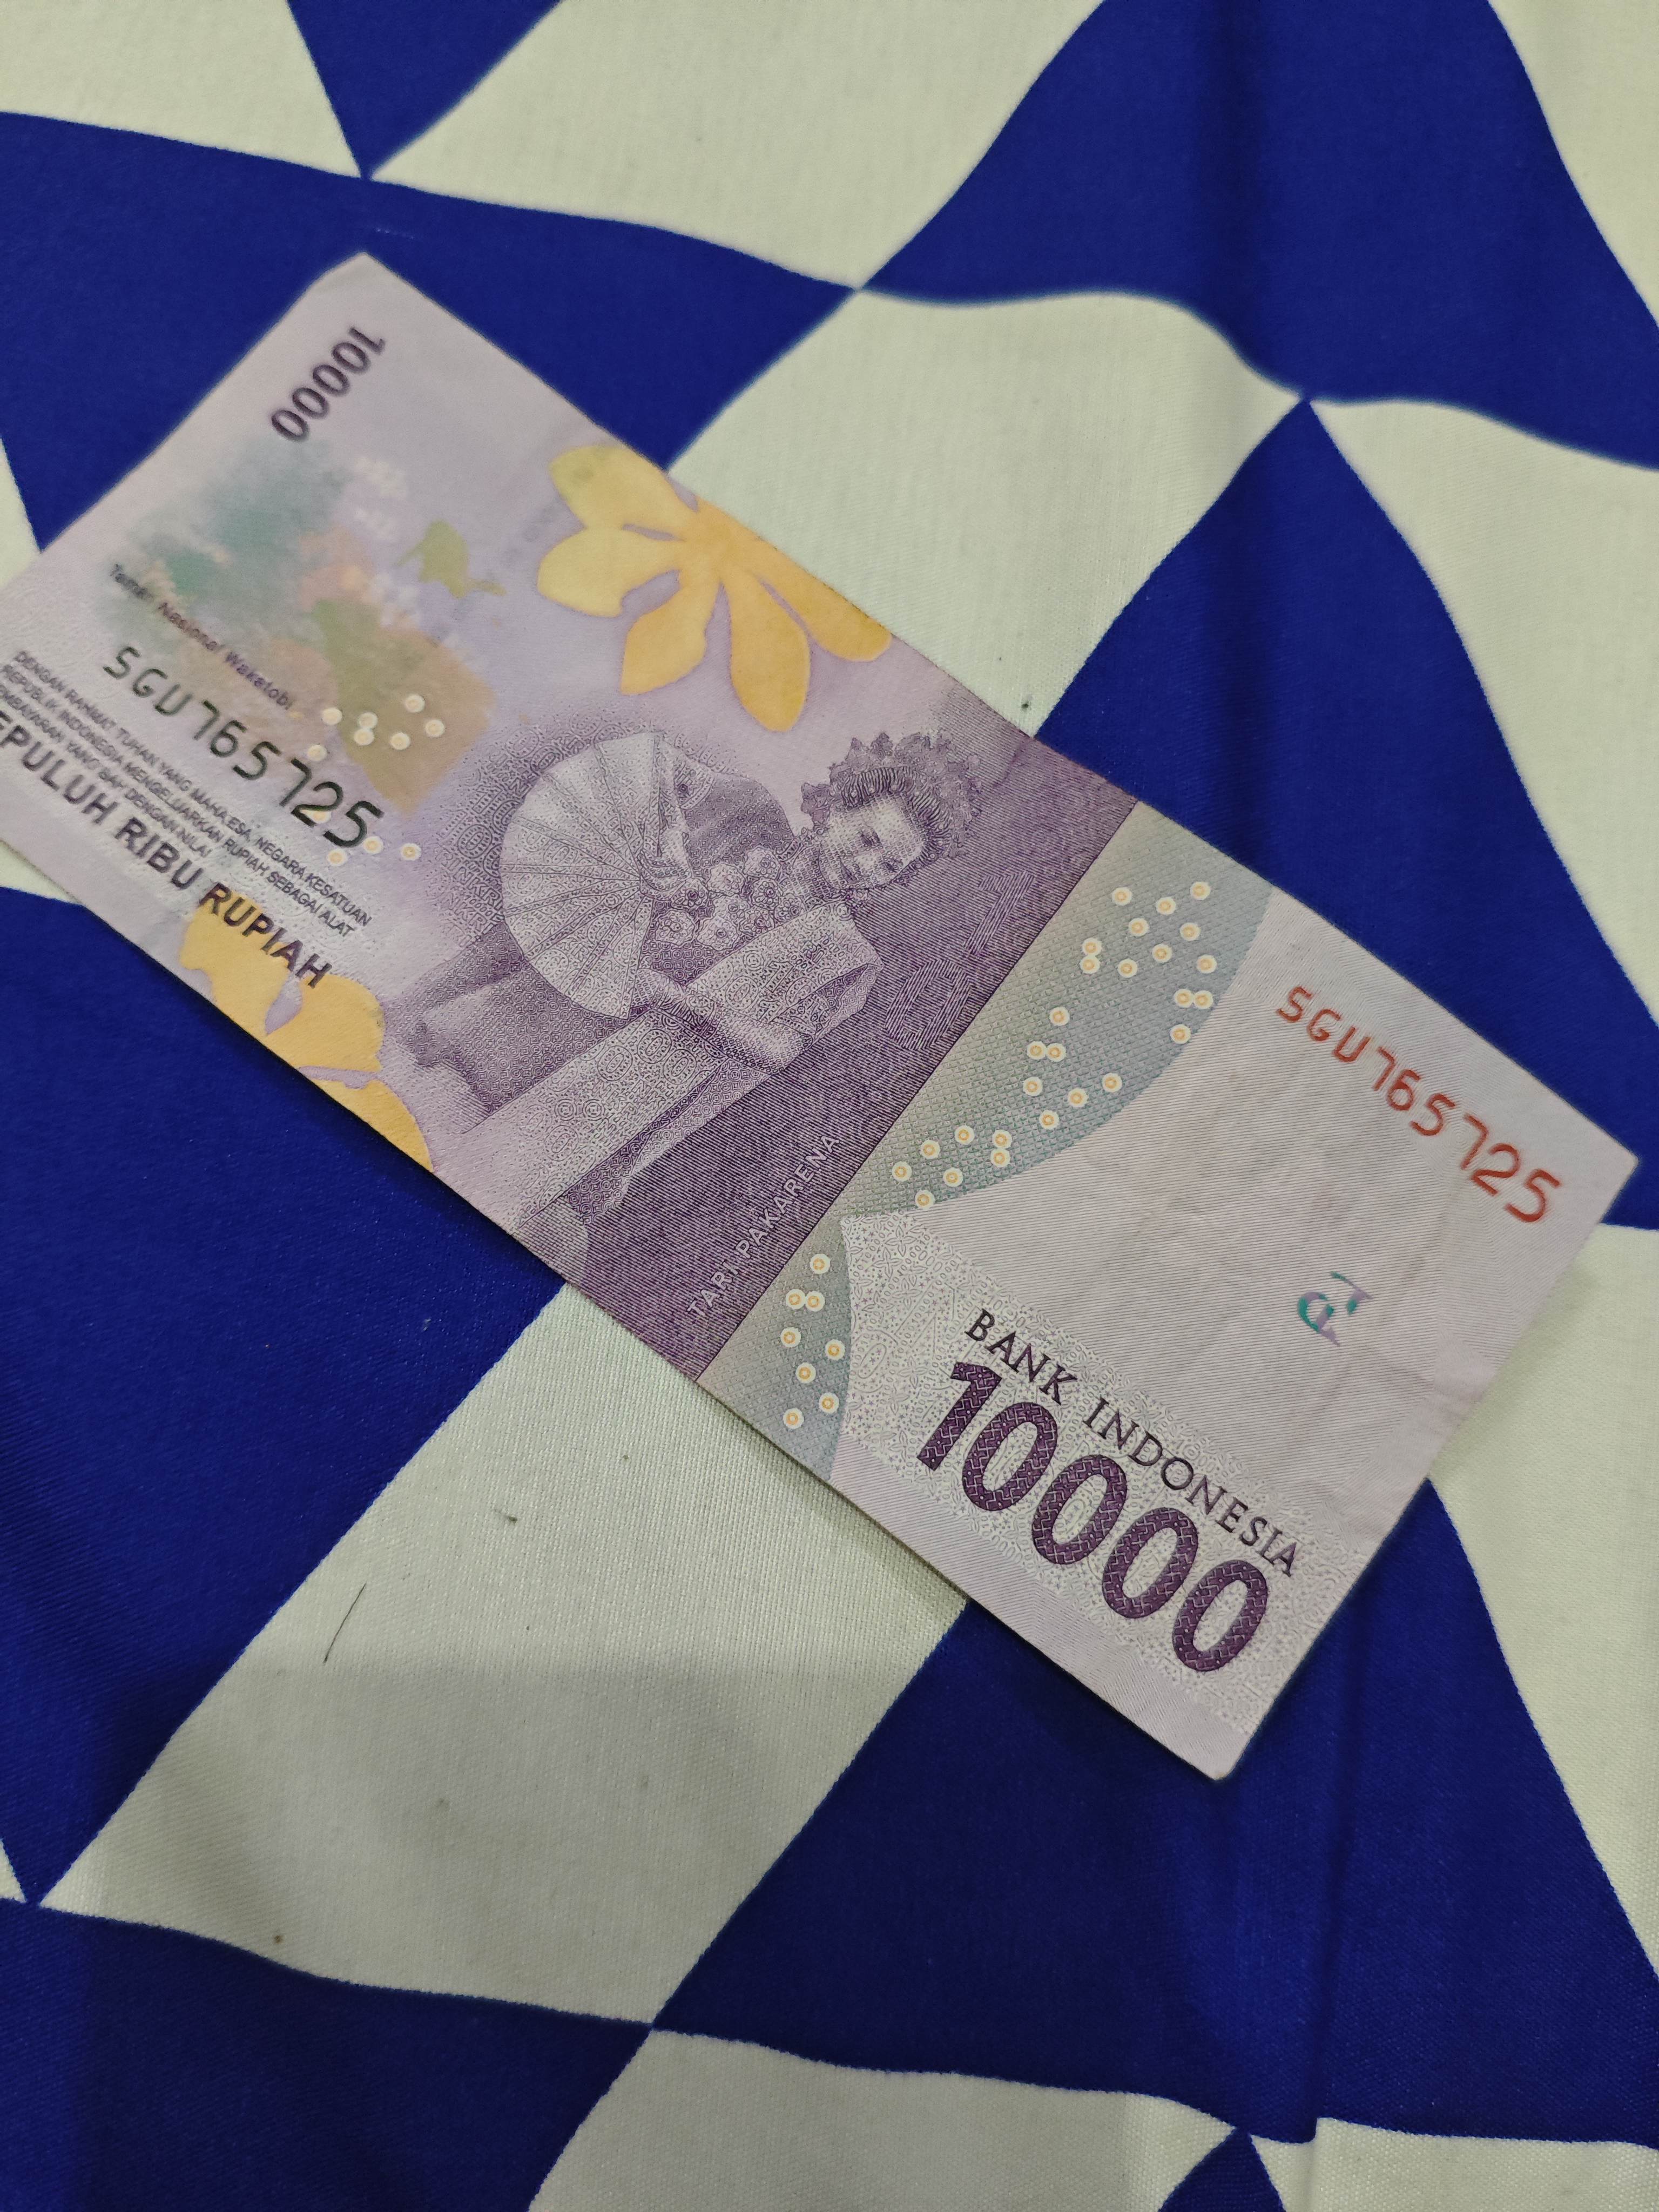 10000
Taman Nasional Wakatobi
SGU765725
DENGAN RAHMAT TUHAN YANG MAHA ESA, NEGARA KESATUAN
REPUBLIK INDONESIA MENGELUARKAN RUPIAH SEBAGAI ALAT
PEMBAYARAN YANG SAH DENGAN NILAI
EPULUH RIBU RUPIAH
TARI PAKARENA
SGU765725
BANK INDONESIA
10000